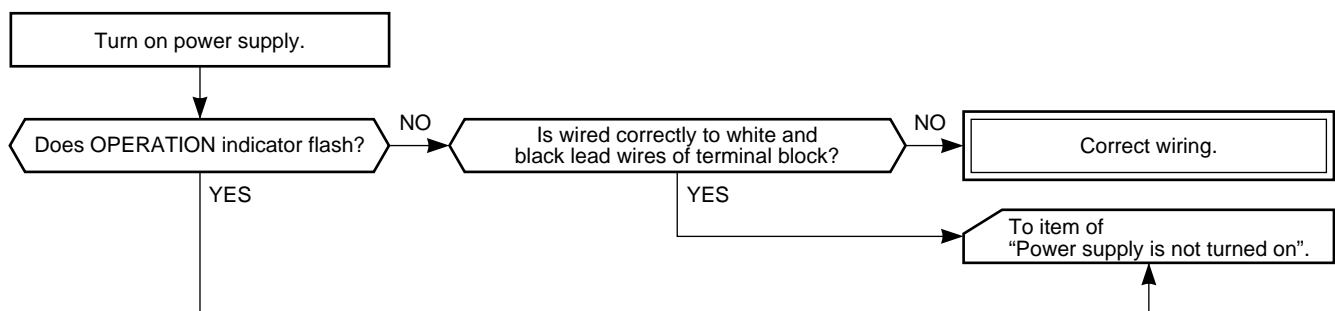 Turn on power supply.
Does OPERATION indicator flash?
NO
Is wired correctly to white and
black lead wires of terminal block?
NO
Correct wiring.
YES
YES
To item of
“Power supply is not turned on”.